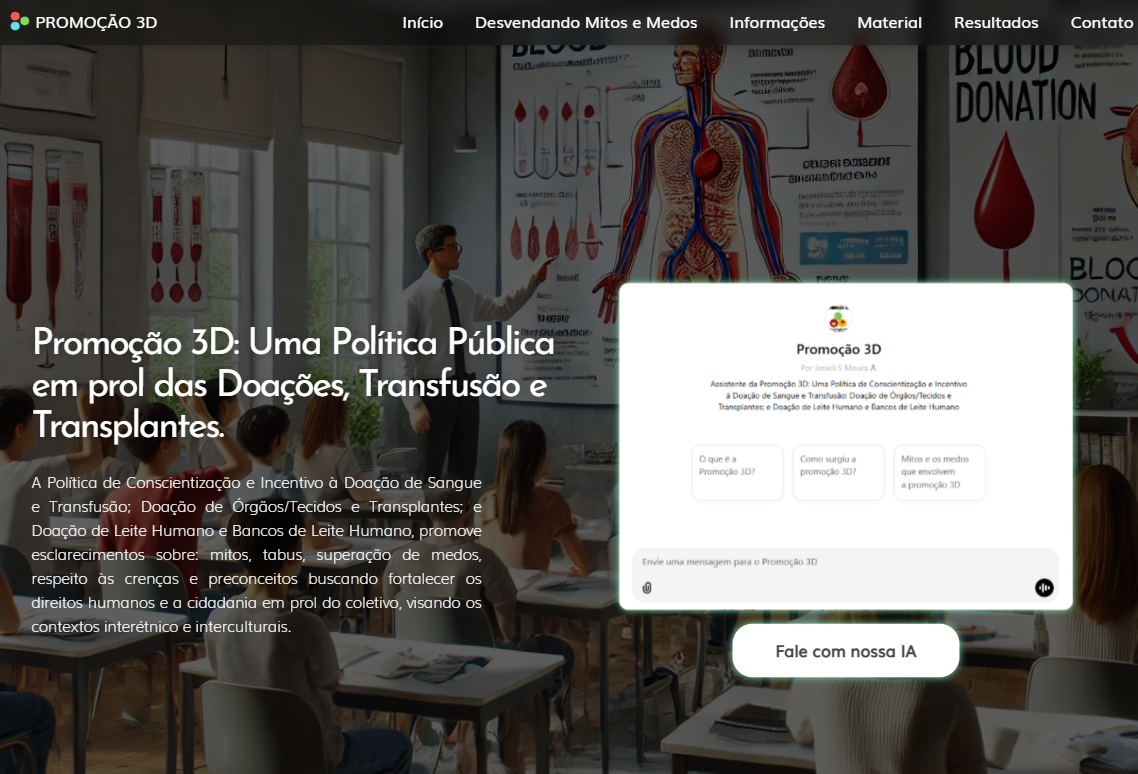 PROMOÇÃO 3D
Início
Desvendando Mitos e Medos
Informações
Material
Resultados
Contato
BLOOD
BLOOD
DONATION
Promoção 3D: Uma Política Pública
em prol das Doações, Transfusão e
Transplantes.
A Política de Conscientização e Incentivo à Doação de Sangue
e Transfusão; Doação de Órgãos/Tecidos e Transplantes; e
Doação de Leite Humano e Bancos de Leite Humano, promove
esclarecimentos sobre: mitos, tabus, superação de medos,
respeito às crenças e preconceitos buscando fortalecer os
direitos humanos e a cidadania em prol do coletivo, visando os
contextos interétnico e interculturais.
Promoção 3D
Por Josieli S Moura
Assistente da Promoção 3D: Uma Política de Conscientização e Incentivo
à Doação de Sangue e Transfusão: Doação de Órgãos/Tecidos e
Transplantes; e Doação de Leite Humano e Bancos de Leite Humano
O que é a
Promoção 3D?
Como surgiu a
promoção 3D?
Mitos e os medos
que envolvem
a promoção 3D
Envie uma mensagem para o Promoção 3D
Fale com nossa IA